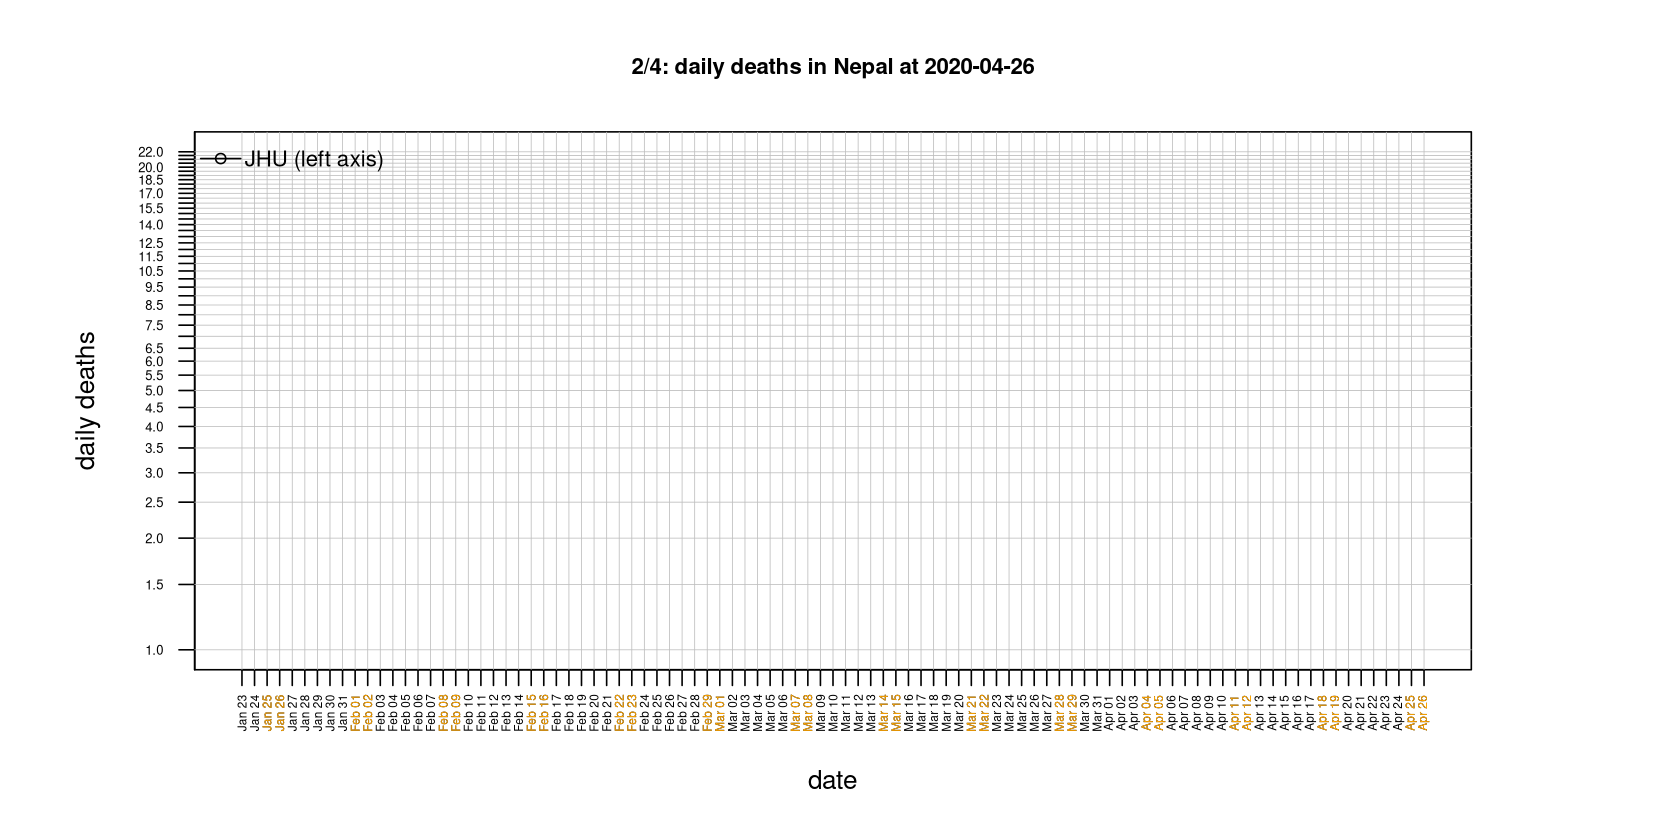 2/4: daily deaths in Nepal at 2020-04-26
JHU (left axis)
daily deaths
22.0
20.0
18.5
17.0
15.5
14.0
12.5
11.5
10.5
9.5
8.5
7.5
6.5
6.0
5.5
5.0
4.5
4.0
3.5
3.0
2.5
2.0
1.5
1.0
Jan 23
Jan 24
Jan 25
Jan 26
Jan 27
Jan 28
Jan 29
Jan 30
Jan 31
Feb 01
Feb 02
Feb 03
Feb 04
Feb 05
Feb 06
Feb 07
Feb 08
Feb 09
Feb 10
Feb 11
Feb 12
Feb 13
Feb 14
Feb 15
Feb 16
Feb 17
Feb 18
Feb 19
Feb 20
Feb 21
Feb 22
Feb 23
Feb 24
Feb 25
Feb 26
Feb 27
Feb 28
Feb 29
Mar 01
Mar 02
Mar 03
Mar 04
Mar 05
Mar 06
Mar 07
Mar 08
Mar 09
Mar 10
Mar 11
Mar 12
Mar 13
Mar 14
Mar 15
Mar 16
Mar 17
Mar 18
Mar 19
Mar 20
Mar 21
Mar 22
Mar 23
Mar 24
Mar 25
Mar 26
Mar 27
Mar 28
Mar 29
Mar 30
Mar 31
Apr 01
Apr 02
Apr 03
Apr 04
Apr 05
Apr 06
Apr 07
Apr 08
Apr 09
Apr 10
Apr 11
Apr 12
Apr 13
Apr 14
Apr 15
Apr 16
Apr 17
Apr 18
Apr 19
Apr 20
Apr 21
Apr 22
Apr 23
Apr 24
Apr 25
Apr 26
date